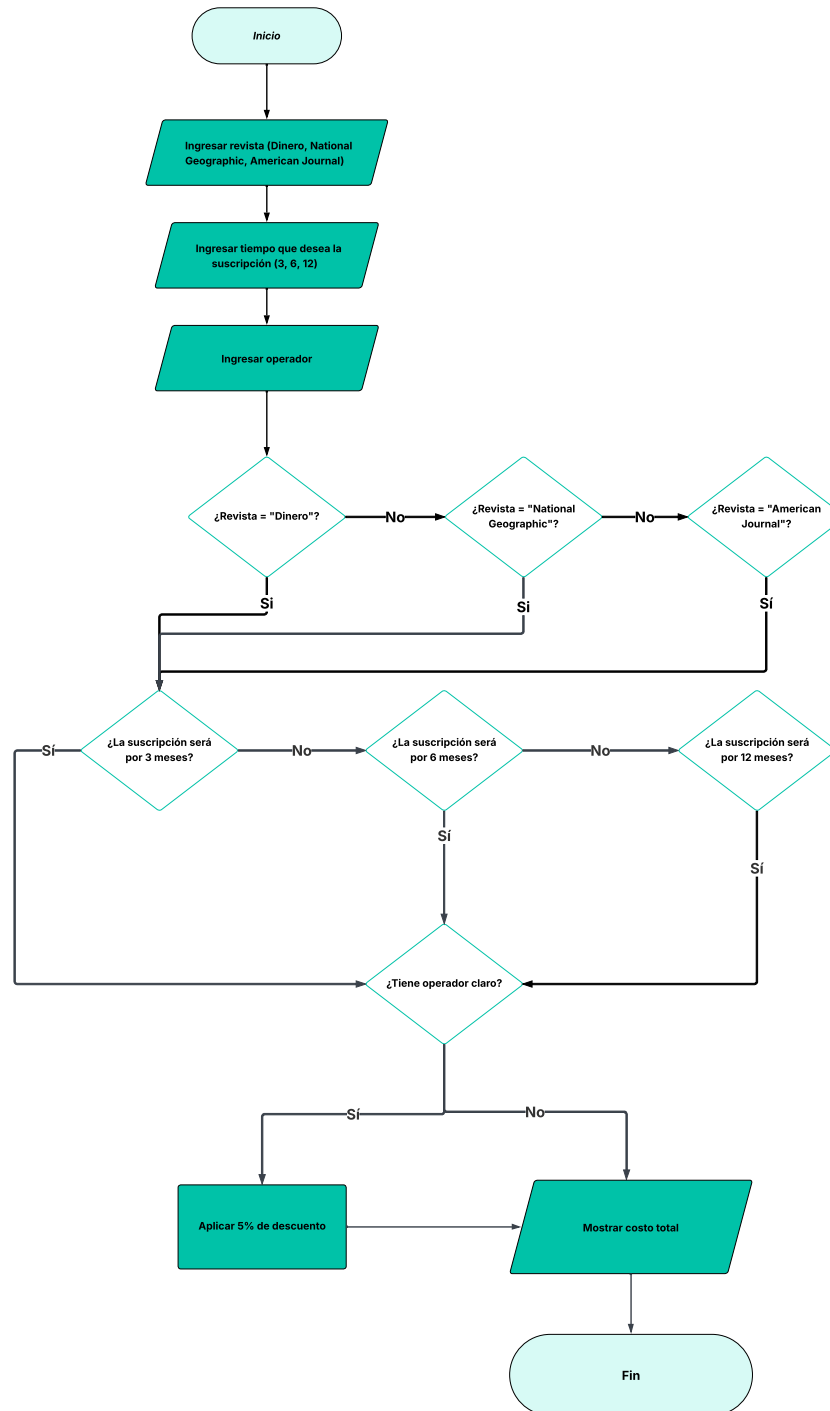 Inicio
Ingresar revista (Dinero, National
Geographic, American Journal)
Ingresar tiempo que desea la
suscripción (3, 6, 12)
Ingresar operador
¿Revista = "Dinero"?
No
¿Revista = "National
Geographic"?
No
¿Revista = "American
Journal"?
Si
Si
Sí
Sí
¿La suscripción será
por 3 meses?
No
¿La suscripción será
por 6 meses?
No
¿La suscripción será
por 12 meses?
Sí
Sí
¿Tiene operador claro?
Sí
No
Aplicar 5% de descuento
Mostrar costo total
Fin